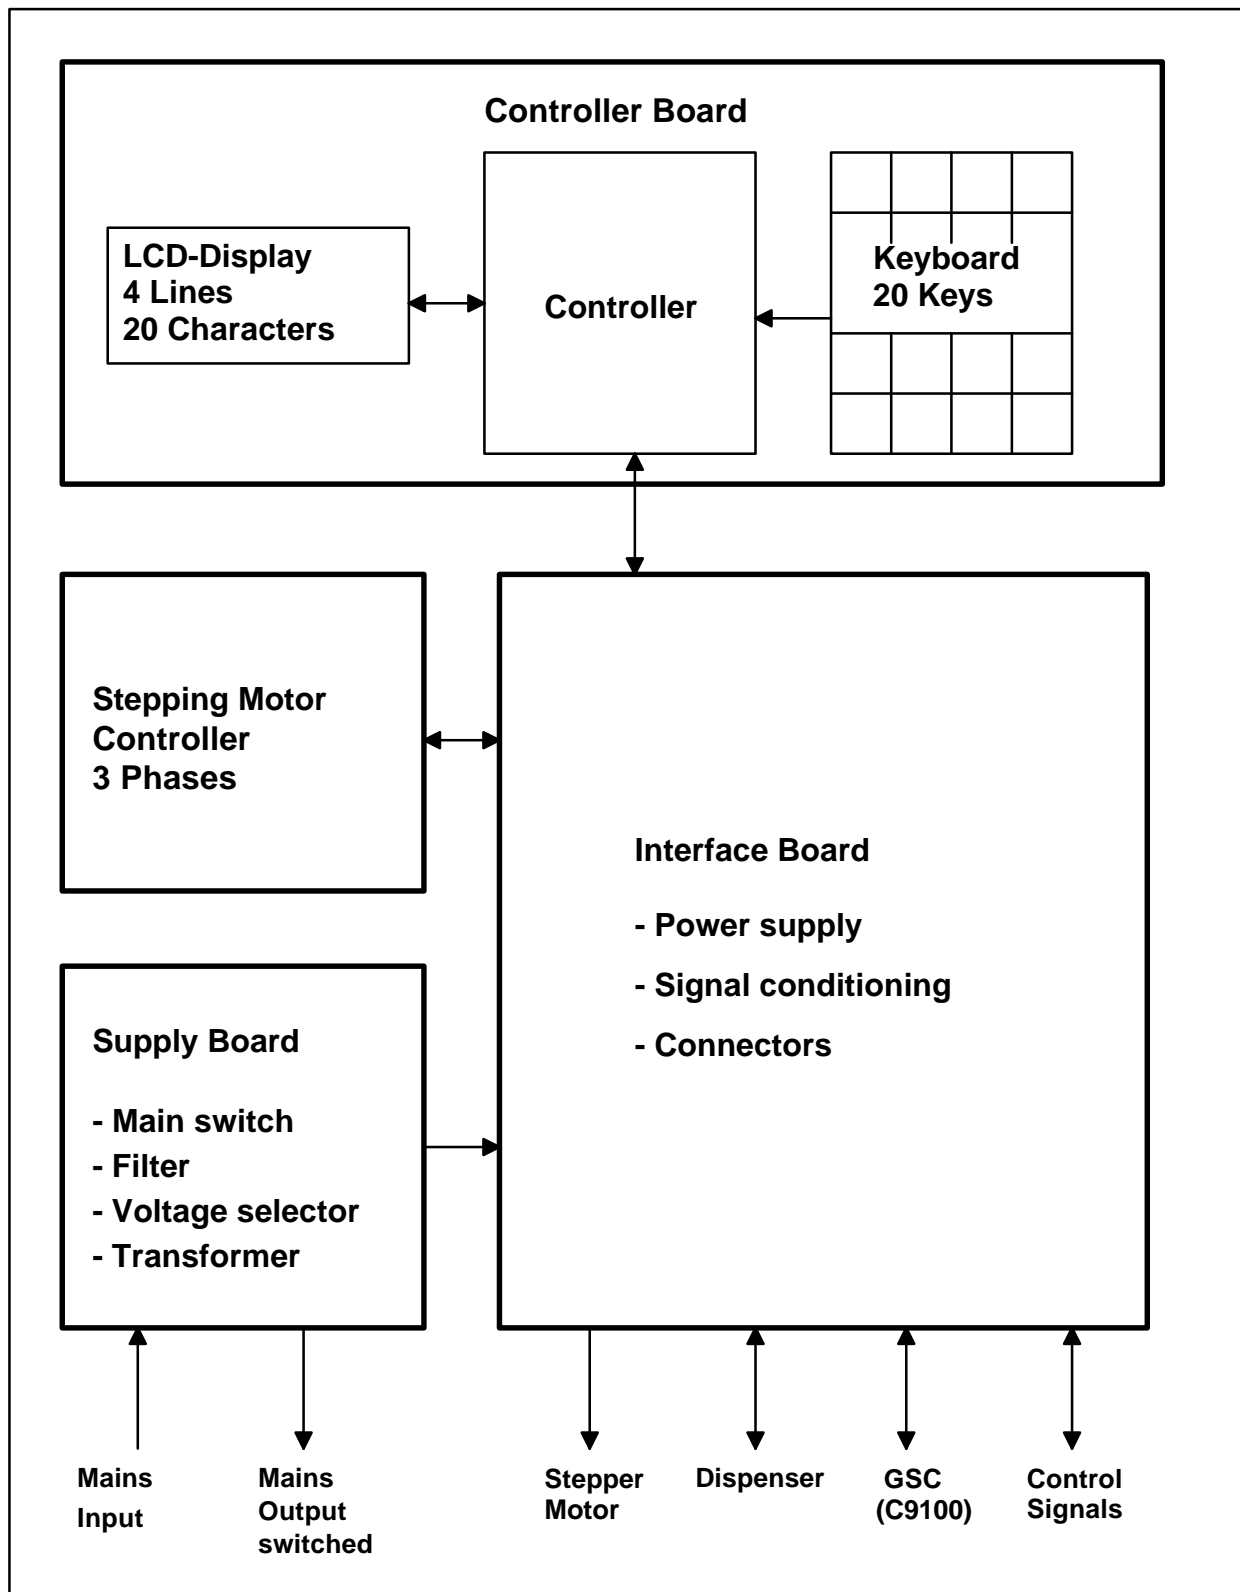 Controller Board
LCD-Display
4 Lines
20 Characters
Controller
Keyboard
20 Keys
Stepping Motor
Controller
3 Phases
Interface Board
- Power supply
- Signal conditioning
- Connectors
Supply Board
- Main switch
- Filter
- Voltage selector
- Transformer
Mains
Input
Mains
Output
switched
Stepper
Motor
Dispenser
GSC
(C9100)
Control
Signals